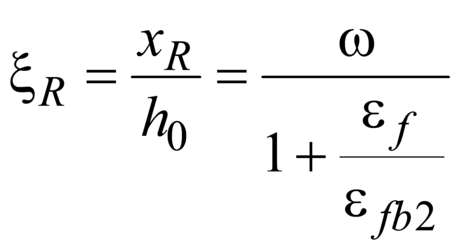 ξ_R = x_R / h_0 = ω / (1 + ε_f / ε_fb2)